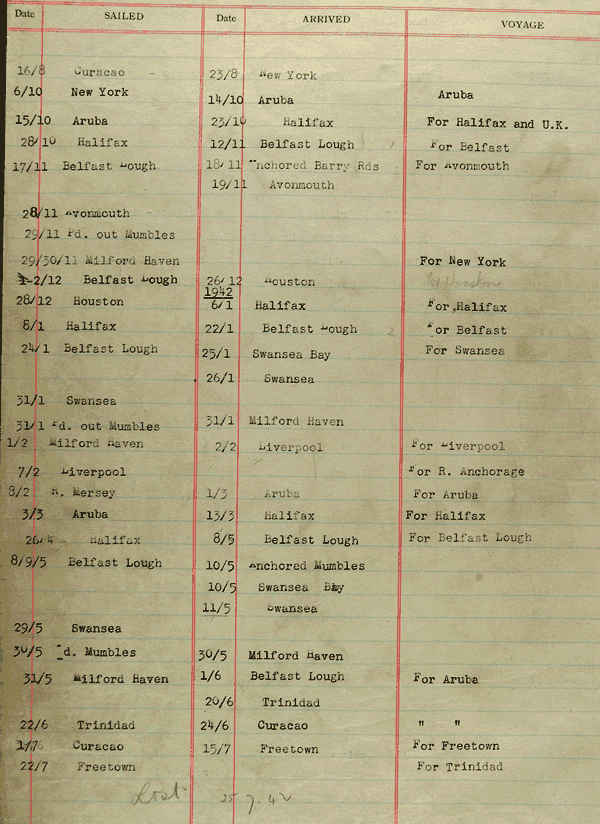 Date SAILED Date ARRIVED VOYAGE
16/8 Curacao 23/8 New York
6/10 New York 14/10 Aruba Aruba
15/10 Aruba 23/10 Halifax For Halifax and U.K.
28/10 Halifax 12/11 Belfast Lough For Belfast
17/11 Belfast Lough 18/11 Anchored Barry Rds For Avonmouth
19/11 Avonmouth
28/11 Avonmouth
29/11 Pd. out Mumbles
29/30/11 Milford Haven For New York
2/12 Belfast Lough 26/12 Houston for Houston
1942
28/12 Houston 6/1 Halifax For Halifax
8/1 Halifax 22/1 Belfast Lough For Belfast
24/1 Belfast Lough 25/1 Swansea Bay For Swansea
26/1 Swansea
31/1 Swansea
31/1 Pd. out Mumbles 31/1 Milford Haven
1/2 Milford Haven 2/2 Liverpool For Liverpool
7/2 Liverpool For R. Anchorage
8/2 R. Mersey 1/3 Aruba For Aruba
3/3 Aruba 13/3 Halifax For Halifax
26/4 Halifax 8/5 Belfast Lough For Belfast Lough
8/9/5 Belfast Lough 10/5 Anchored Mumbles
10/5 Swansea Bay
11/5 Swansea
29/5 Swansea
30/5 Pd. Mumbles 30/5 Milford Haven
31/5 Milford Haven 1/6 Belfast Lough For Aruba
20/6 Trinidad
22/6 Trinidad 24/6 Curacao " "
1/7 Curacao 15/7 Freetown For Freetown
22/7 Freetown For Trinidad
Lost 25.7.42